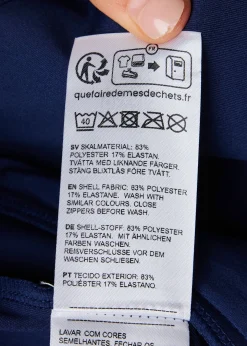 FR
quefairedemesdechets.fr
40
SV SKALMATERIAL: 83%
POLYESTER 17% ELASTAN.
TVÄTTA MED LIKNANDE FÄRGER.
STÄNG BLIXTLÅS FÖRE TVÄTT.
EN SHELL FABRIC: 83% POLYESTER
17% ELASTANE. WASH WITH
SIMILAR COLOURS. CLOSE
ZIPPERS BEFORE WASH.
DE SHELL-STOFF: 83% POLYESTER
17% ELASTAN. MIT ÄHNLICHEN
FARBEN WASCHEN.
REISSVERSCHLUSS VOR DEM
WASCHEN SCHLIESSEN.
PT TECIDO EXTERIOR: 83%
POLIÉSTER 17% ELASTANO.
LAVAR COM CORES
SEMELHANTES. FECHAR OS